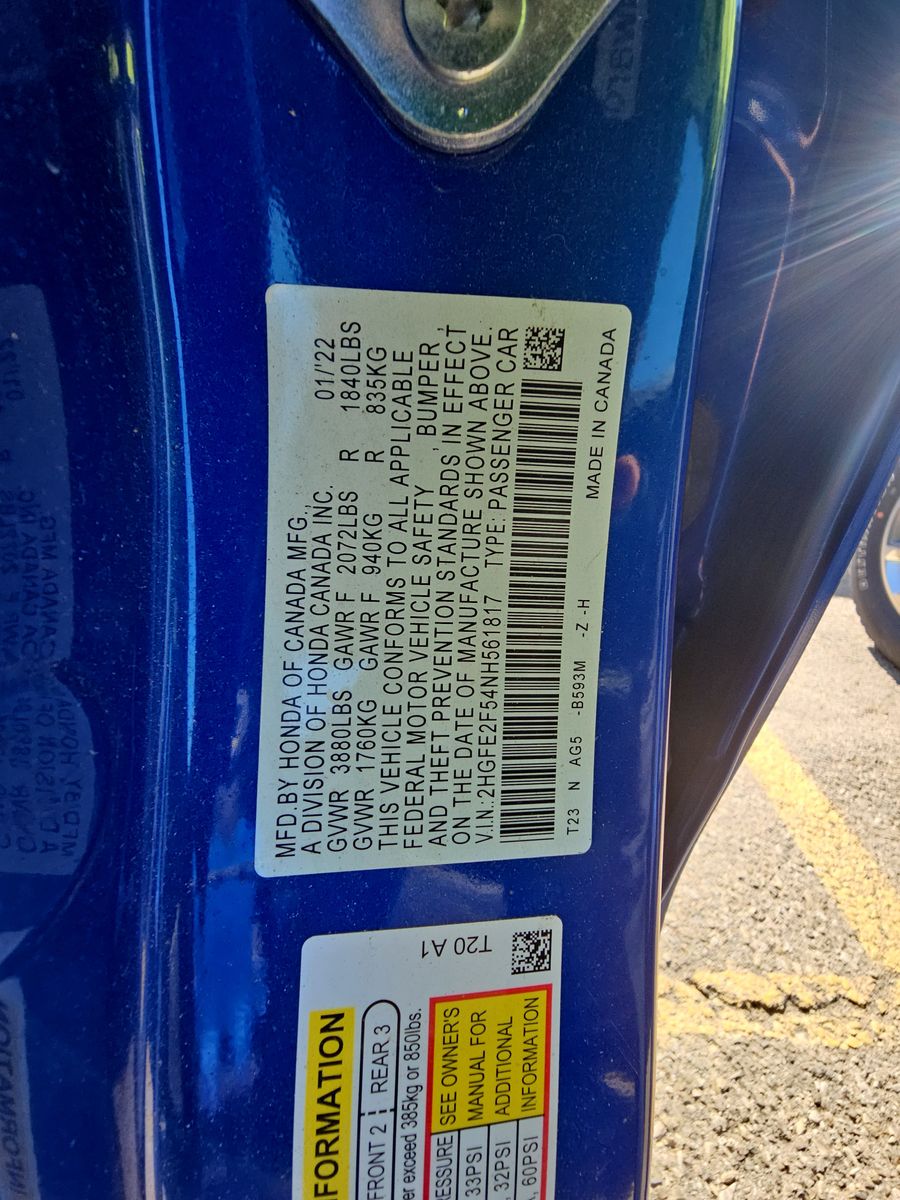 MFD.BY HONDA OF CANADA MFG.,
A DIVISION OF HONDA CANADA INC. 01/'22
GVWR 3880LBS GAWR F 2072LBS R 1840LBS
GVWR 1760KG GAWR F 940KG R 835KG
THIS VEHICLE CONFORMS TO ALL APPLICABLE
FEDERAL MOTOR VEHICLE SAFETY, BUMPER,
AND THEFT PREVENTION STANDARDS, IN EFFECT
ON THE DATE OF MANUFACTURE SHOWN ABOVE.
V.I.N.:2HGFE2F54NH561817 TYPE: PASSENGER CAR
T23 N AG5 -B593M -Z -H
MADE IN CANADA
T20 A1
FORMATION
FRONT 2 REAR 3
er exceed 385kg or 850lbs.
ESSURE
33PSI
, 32PSI
, 60PSI
SEE OWNER'S
MANUAL FOR
ADDITIONAL
INFORMATION